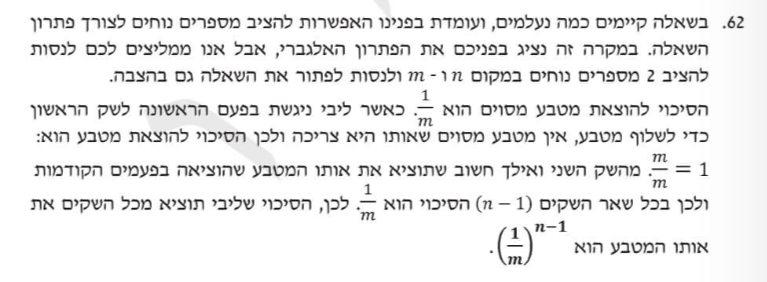 62. בשאלה קיימים כמה נעלמים, ועומדת בפנינו האפשרות להציב מספרים נוחים לצורך פתרון
השאלה. במקרה זה נציג בפניכם את הפתרון האלגברי, אבל אנו ממליצים לכם לנסות
להציב 2 מספרים נוחים במקום n ו - m ולנסות לפתור את השאלה גם בהצבה.
הסיכוי להוצאת מטבע מסוים הוא $\frac{1}{m}$. כאשר ליבי ניגשת בפעם הראשונה לשק הראשון
כדי לשלוף מטבע, אין מטבע מסוים שאותו היא צריכה ולכן הסיכוי להוצאת מטבע הוא:
$\frac{m}{m} = 1$. מהשק השני ואילך חשוב שתוציא את אותו המטבע שהוציאה בפעמים הקודמות
ולכן בכל שאר השקים $(n-1)$ הסיכוי הוא $\frac{1}{m}$. לכן, הסיכוי שליבי תוציא מכל השקים את
אותו המטבע הוא $\left(\frac{1}{m}\right)^{n-1}$.